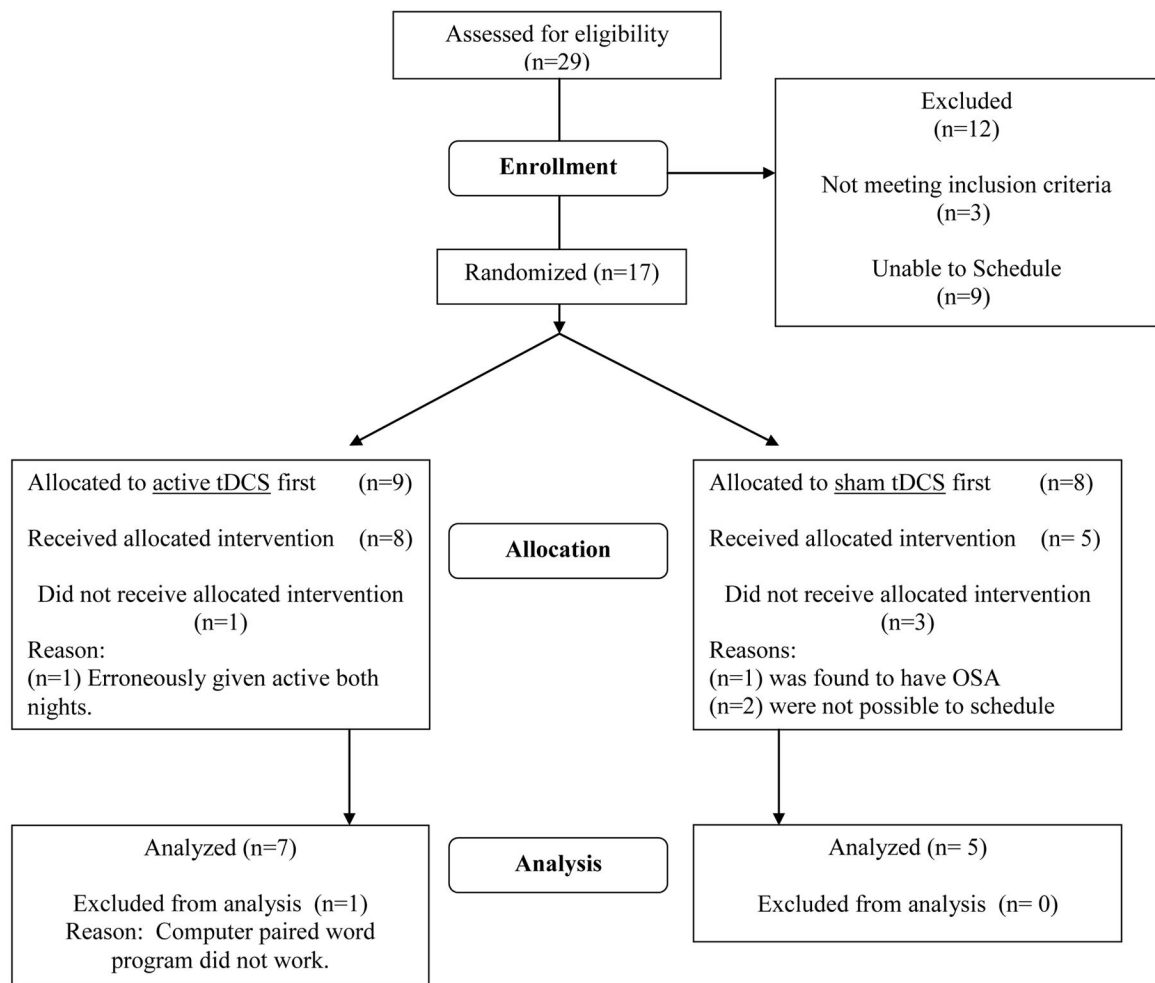 Assessed for eligibility
(n=29)
Excluded
(n=12)
Not meeting inclusion criteria
(n=3)
Unable to Schedule
(n=9)
Enrollment
Randomized (n=17)
Allocated to active tDCS first (n=9)
Received allocated intervention (n=8)
Did not receive allocated intervention
(n=1)
Reason:
(n=1) Erroneously given active both
nights.
Allocation
Allocated to sham tDCS first (n=8)
Received allocated intervention (n= 5)
Did not receive allocated intervention
(n=3)
Reasons:
(n=1) was found to have OSA
(n=2) were not possible to schedule
Analyzed (n=7)
Excluded from analysis (n=1)
Reason: Computer paired word
program did not work.
Analysis
Analyzed (n= 5)
Excluded from analysis (n= 0)